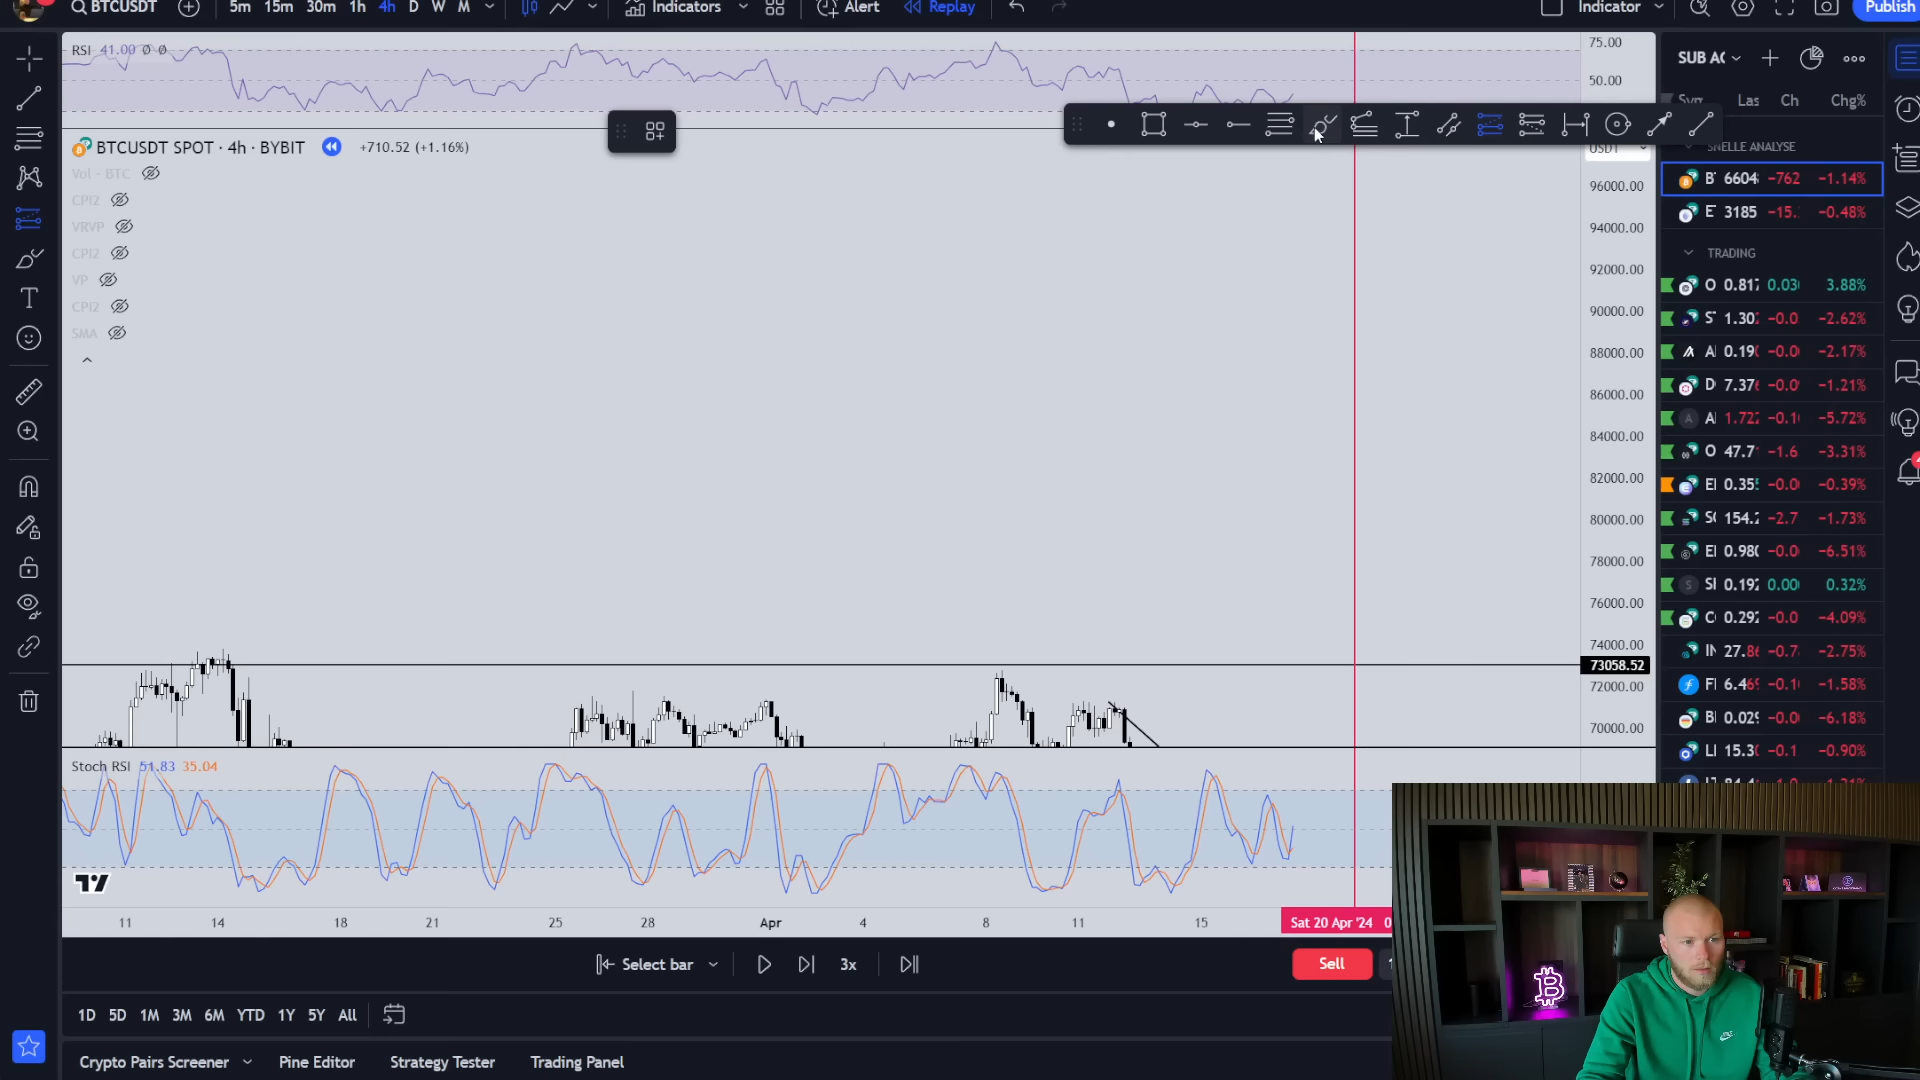 BTCUSDT 5m 15m 30m 1h 4h D W M Indicators Alert Replay Indicator Publish
RSI 41.00 Ø Ø
75.00
50.00
SUB
Chg%
BTCUSDT SPOT · 4h · BYBIT +710.52 (+1.16%)
Vol · BTC
CPI2
VRVP
CPI2
VP
CPI2
SMA
USDT
96000.00
94000.00
92000.00
90000.00
88000.00
86000.00
84000.00
82000.00
80000.00
78000.00
76000.00
74000.00
73058.52
72000.00
70000.00
SNELLE ANALYSE
6604 −762 −1.14%
3185 −15. −0.48%
TRADING
0.81 0.03 3.88%
1.30 −0.0 −2.62%
0.19 −0.0 −2.17%
7.37 −0.0 −1.21%
1.72 −0.1 −5.72%
47.7 −1.6 −3.31%
0.35 −0.0 −0.39%
154.2 −2.7 −1.73%
0.98 −0.0 −6.51%
0.19 0.00 0.32%
0.29 −0.0 −4.09%
27.8 −0.7 −2.75%
6.4 −0.1 −1.58%
0.02 −0.0 −6.18%
15.3 −0.1 −0.90%
Stoch RSI 51.83 35.04
11 14 18 21 25 28 Apr 4 8 11 15 Sat 20 Apr '24
Select bar 3x Sell
1D 5D 1M 3M 6M YTD 1Y 5Y All
Crypto Pairs Screener Pine Editor Strategy Tester Trading Panel